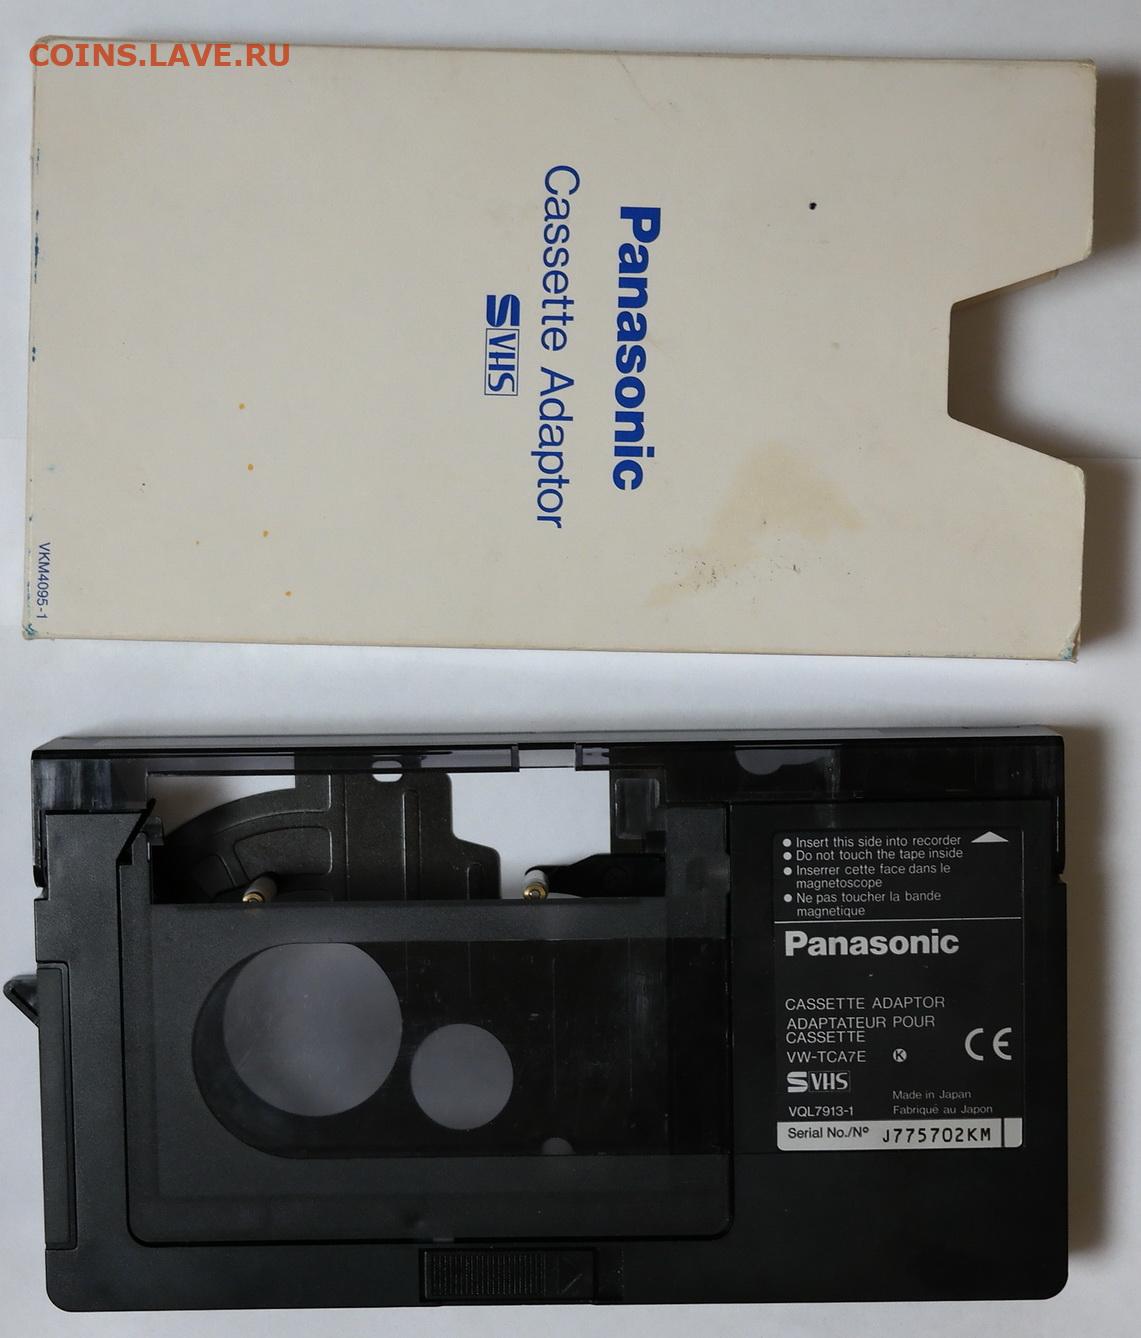 COINS.LAVE.RU
Panasonic
Cassette Adaptor
S VHS
VKM4095-1
● Insert this side into recorder
● Do not touch the tape inside
● Inserrer cette face dans le
magnetoscope
● Ne pas toucher la bande
magnetique
Panasonic
CASSETTE ADAPTOR
ADAPTATEUR POUR
CASSETTE
VW-TCA7E K CE
S VHS
Made in Japan
VQL7913-1 Fabriqué au Japon
Serial No./Nº J775702KM